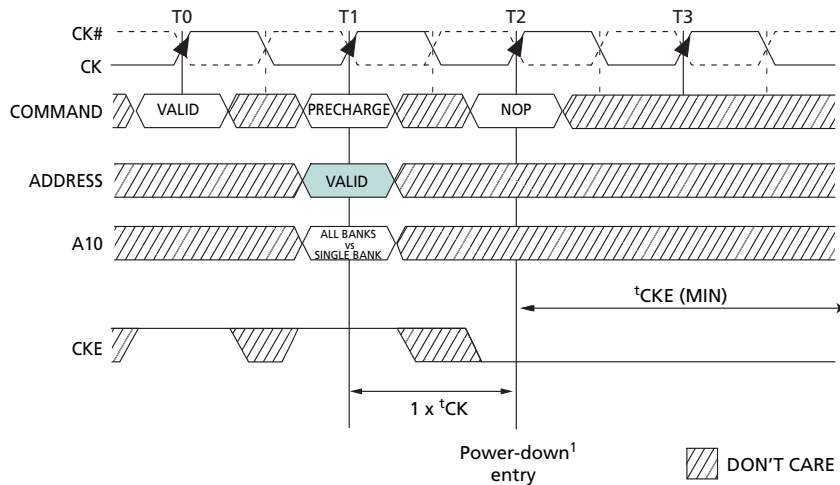 T0 T1 T2 T3
CK#
CK
COMMAND VALID PRECHARGE NOP
ADDRESS VALID
A10 ALL BANKS
vs
SINGLE BANK
tCKE (MIN)
CKE
1 x tCK
Power-down1
entry
DON'T CARE